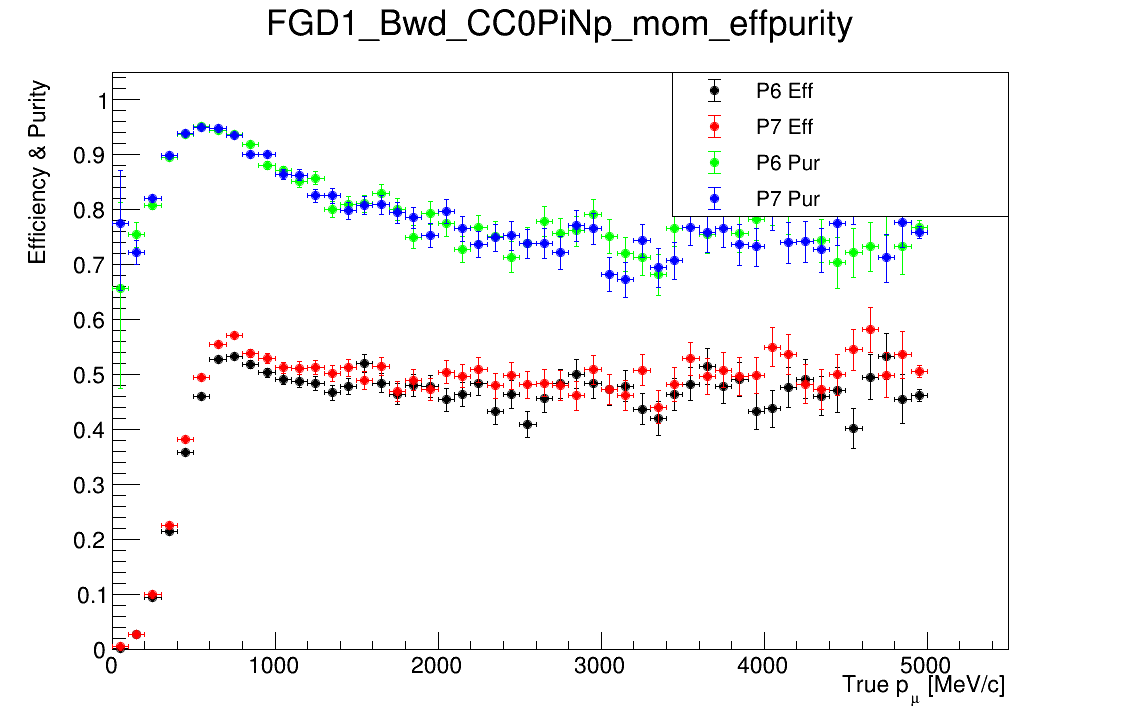 FGD1_Bwd_CC0PiNp_mom_effpurity
Efficiency & Purity
P6 Eff
P7 Eff
P6 Pur
P7 Pur
1
0.9
0.8
0.7
0.6
0.5
0.4
0.3
0.2
0.1
0
0 1000 2000 3000 4000 5000
True pμ [MeV/c]